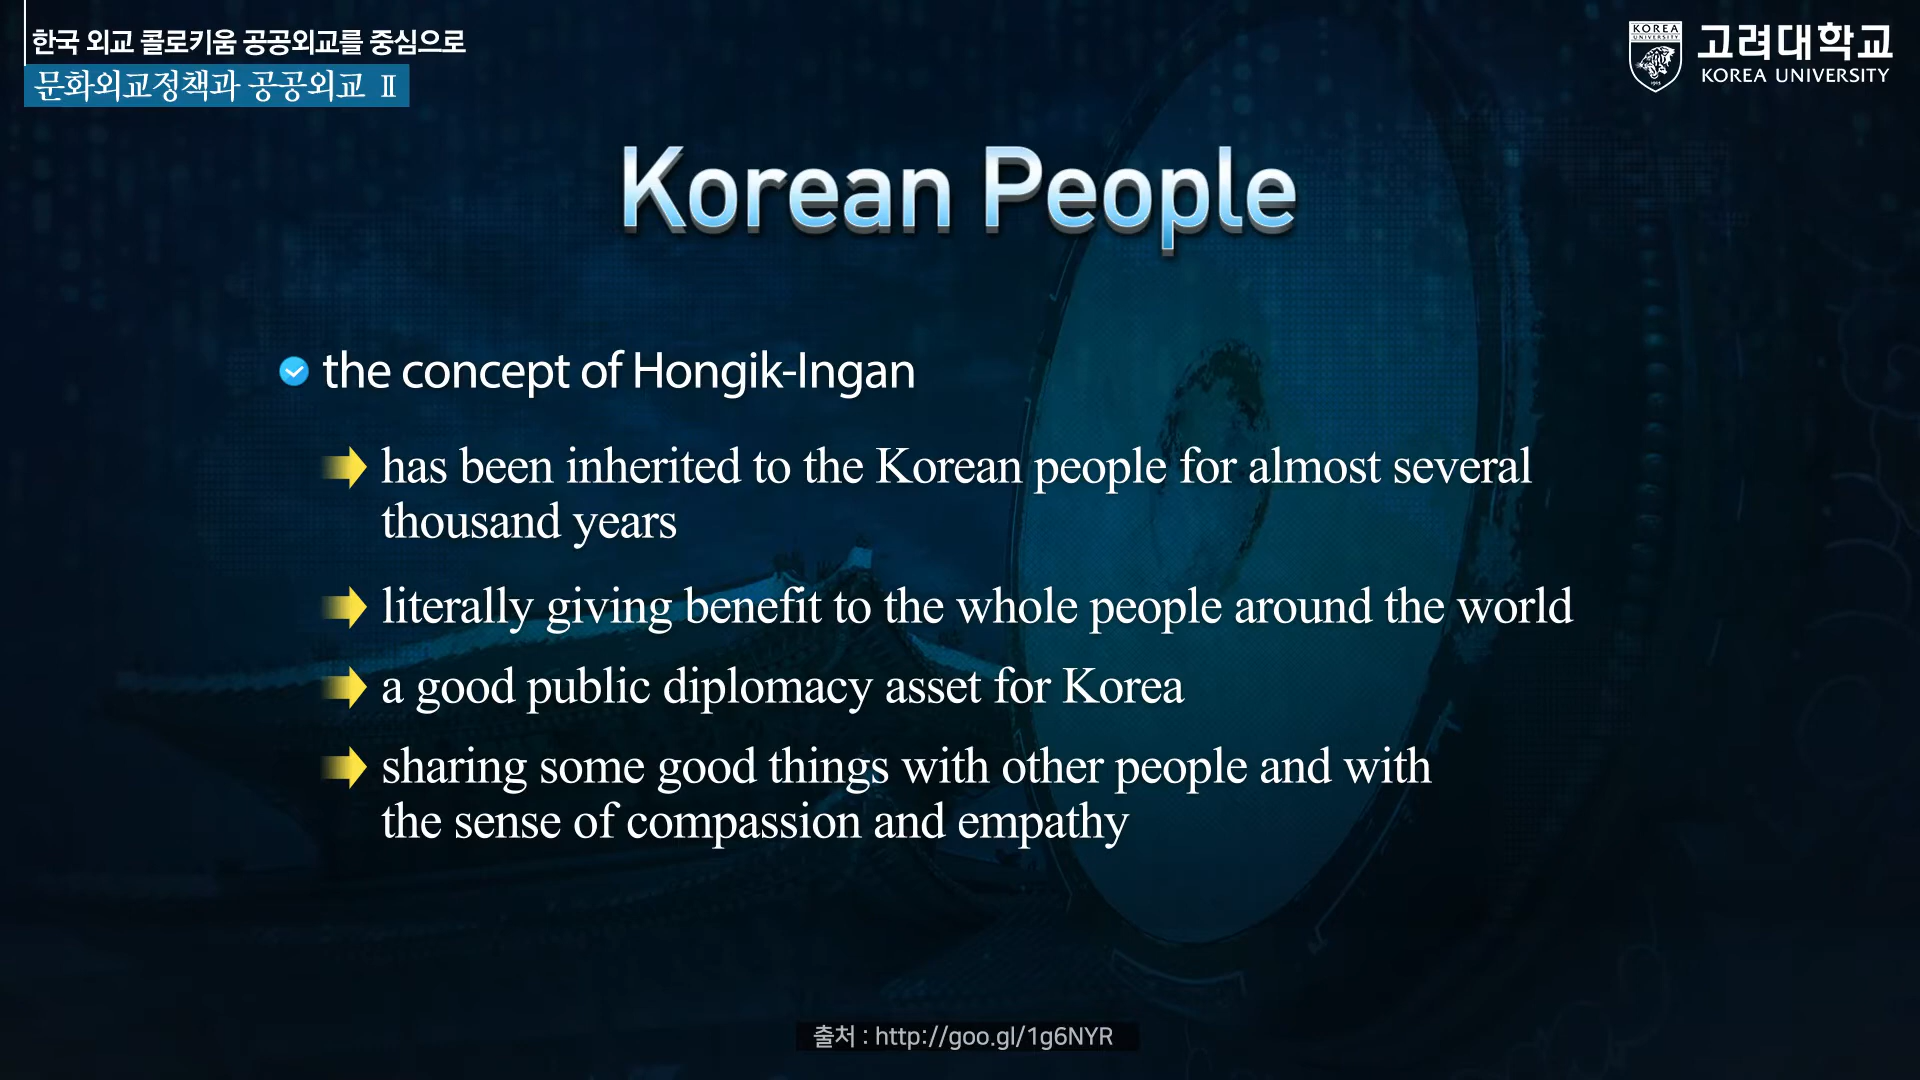 한국 외교 콜로키움 공공외교를 중심으로
문화외교정책과 공공외교 Ⅱ
KOREA
UNIVERSITY
1905
고려대학교
KOREA UNIVERSITY
Korean People
the concept of Hongik-Ingan
has been inherited to the Korean people for almost several
thousand years
literally giving benefit to the whole people around the world
a good public diplomacy asset for Korea
sharing some good things with other people and with
the sense of compassion and empathy
출처 : http://goo.gl/1g6NYR